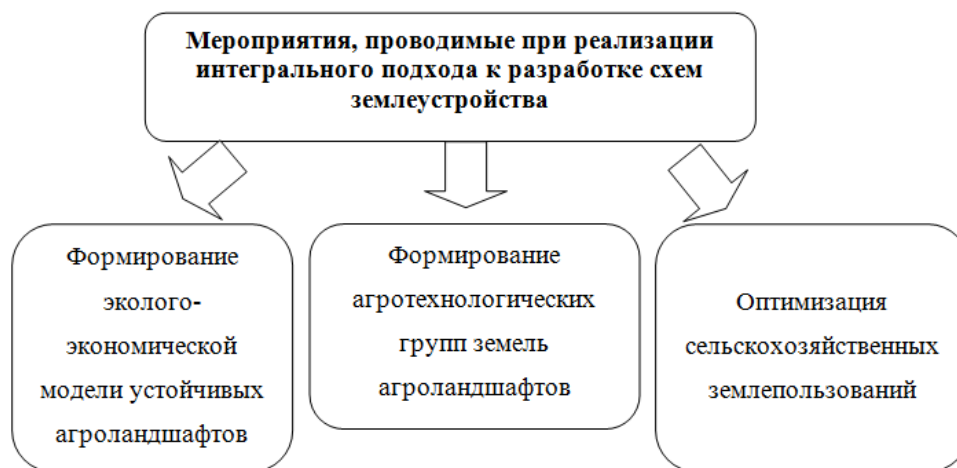 Мероприятия, проводимые при реализации
интегрального подхода к разработке схем
землеустройства
Формирование
эколого-
экономической
модели устойчивых
агроландшафтов
Формирование
агротехнологических
групп земель
агроландшафтов
Оптимизация
сельскохозяйственных
землепользований